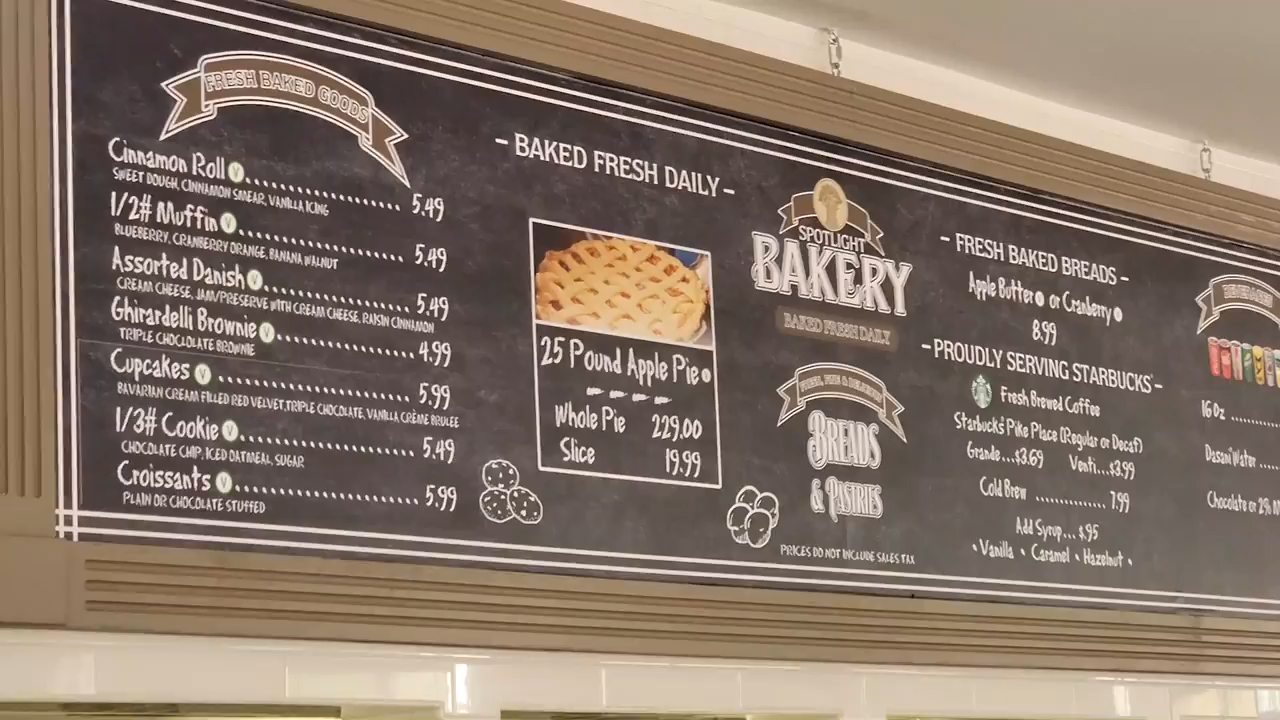 FRESH BAKED GOODS
Cinnamon Roll V ........................ 5.49
SWEET DOUGH, CINNAMON SMEAR, VANILLA ICING
1/2# Muffin V ........................ 5.49
BLUEBERRY, CRANBERRY ORANGE, BANANA WALNUT
Assorted Danish V ........................ 5.49
CREAM CHEESE, JAM/PRESERVE WITH CREAM CHEESE, RAISIN CINNAMON
Ghirardelli Brownie V ........................ 4.99
TRIPLE CHOCOLATE BROWNIE
Cupcakes V ........................ 5.99
BAVARIAN CREAM FILLED RED VELVET, TRIPLE CHOCOLATE, VANILLA CRÈME BRULEE
1/3# Cookie V ........................ 5.49
CHOCOLATE CHIP, ICED OATMEAL, SUGAR
Croissants V ........................ 5.99
PLAIN OR CHOCOLATE STUFFED
- BAKED FRESH DAILY -
25 Pound Apple Pie
Whole Pie 229.00
Slice 19.99
SPOTLIGHT
BAKERY
BAKED FRESH DAILY
BREADS
& PASTRIES
PRICES DO NOT INCLUDE SALES TAX
- FRESH BAKED BREADS -
Apple Butter or Cranberry
8.99
- PROUDLY SERVING STARBUCKS -
Fresh Brewed Coffee
Starbucks Pike Place (Regular or Decaf)
Grande...$3.69 Venti...$3.99
Cold Brew ............ 7.99
Add Syrup... $.95
• Vanilla • Caramel • Hazelnut •
BEVERAGES
16 Oz ........
Dasani Water ........
Chocolate or 2%